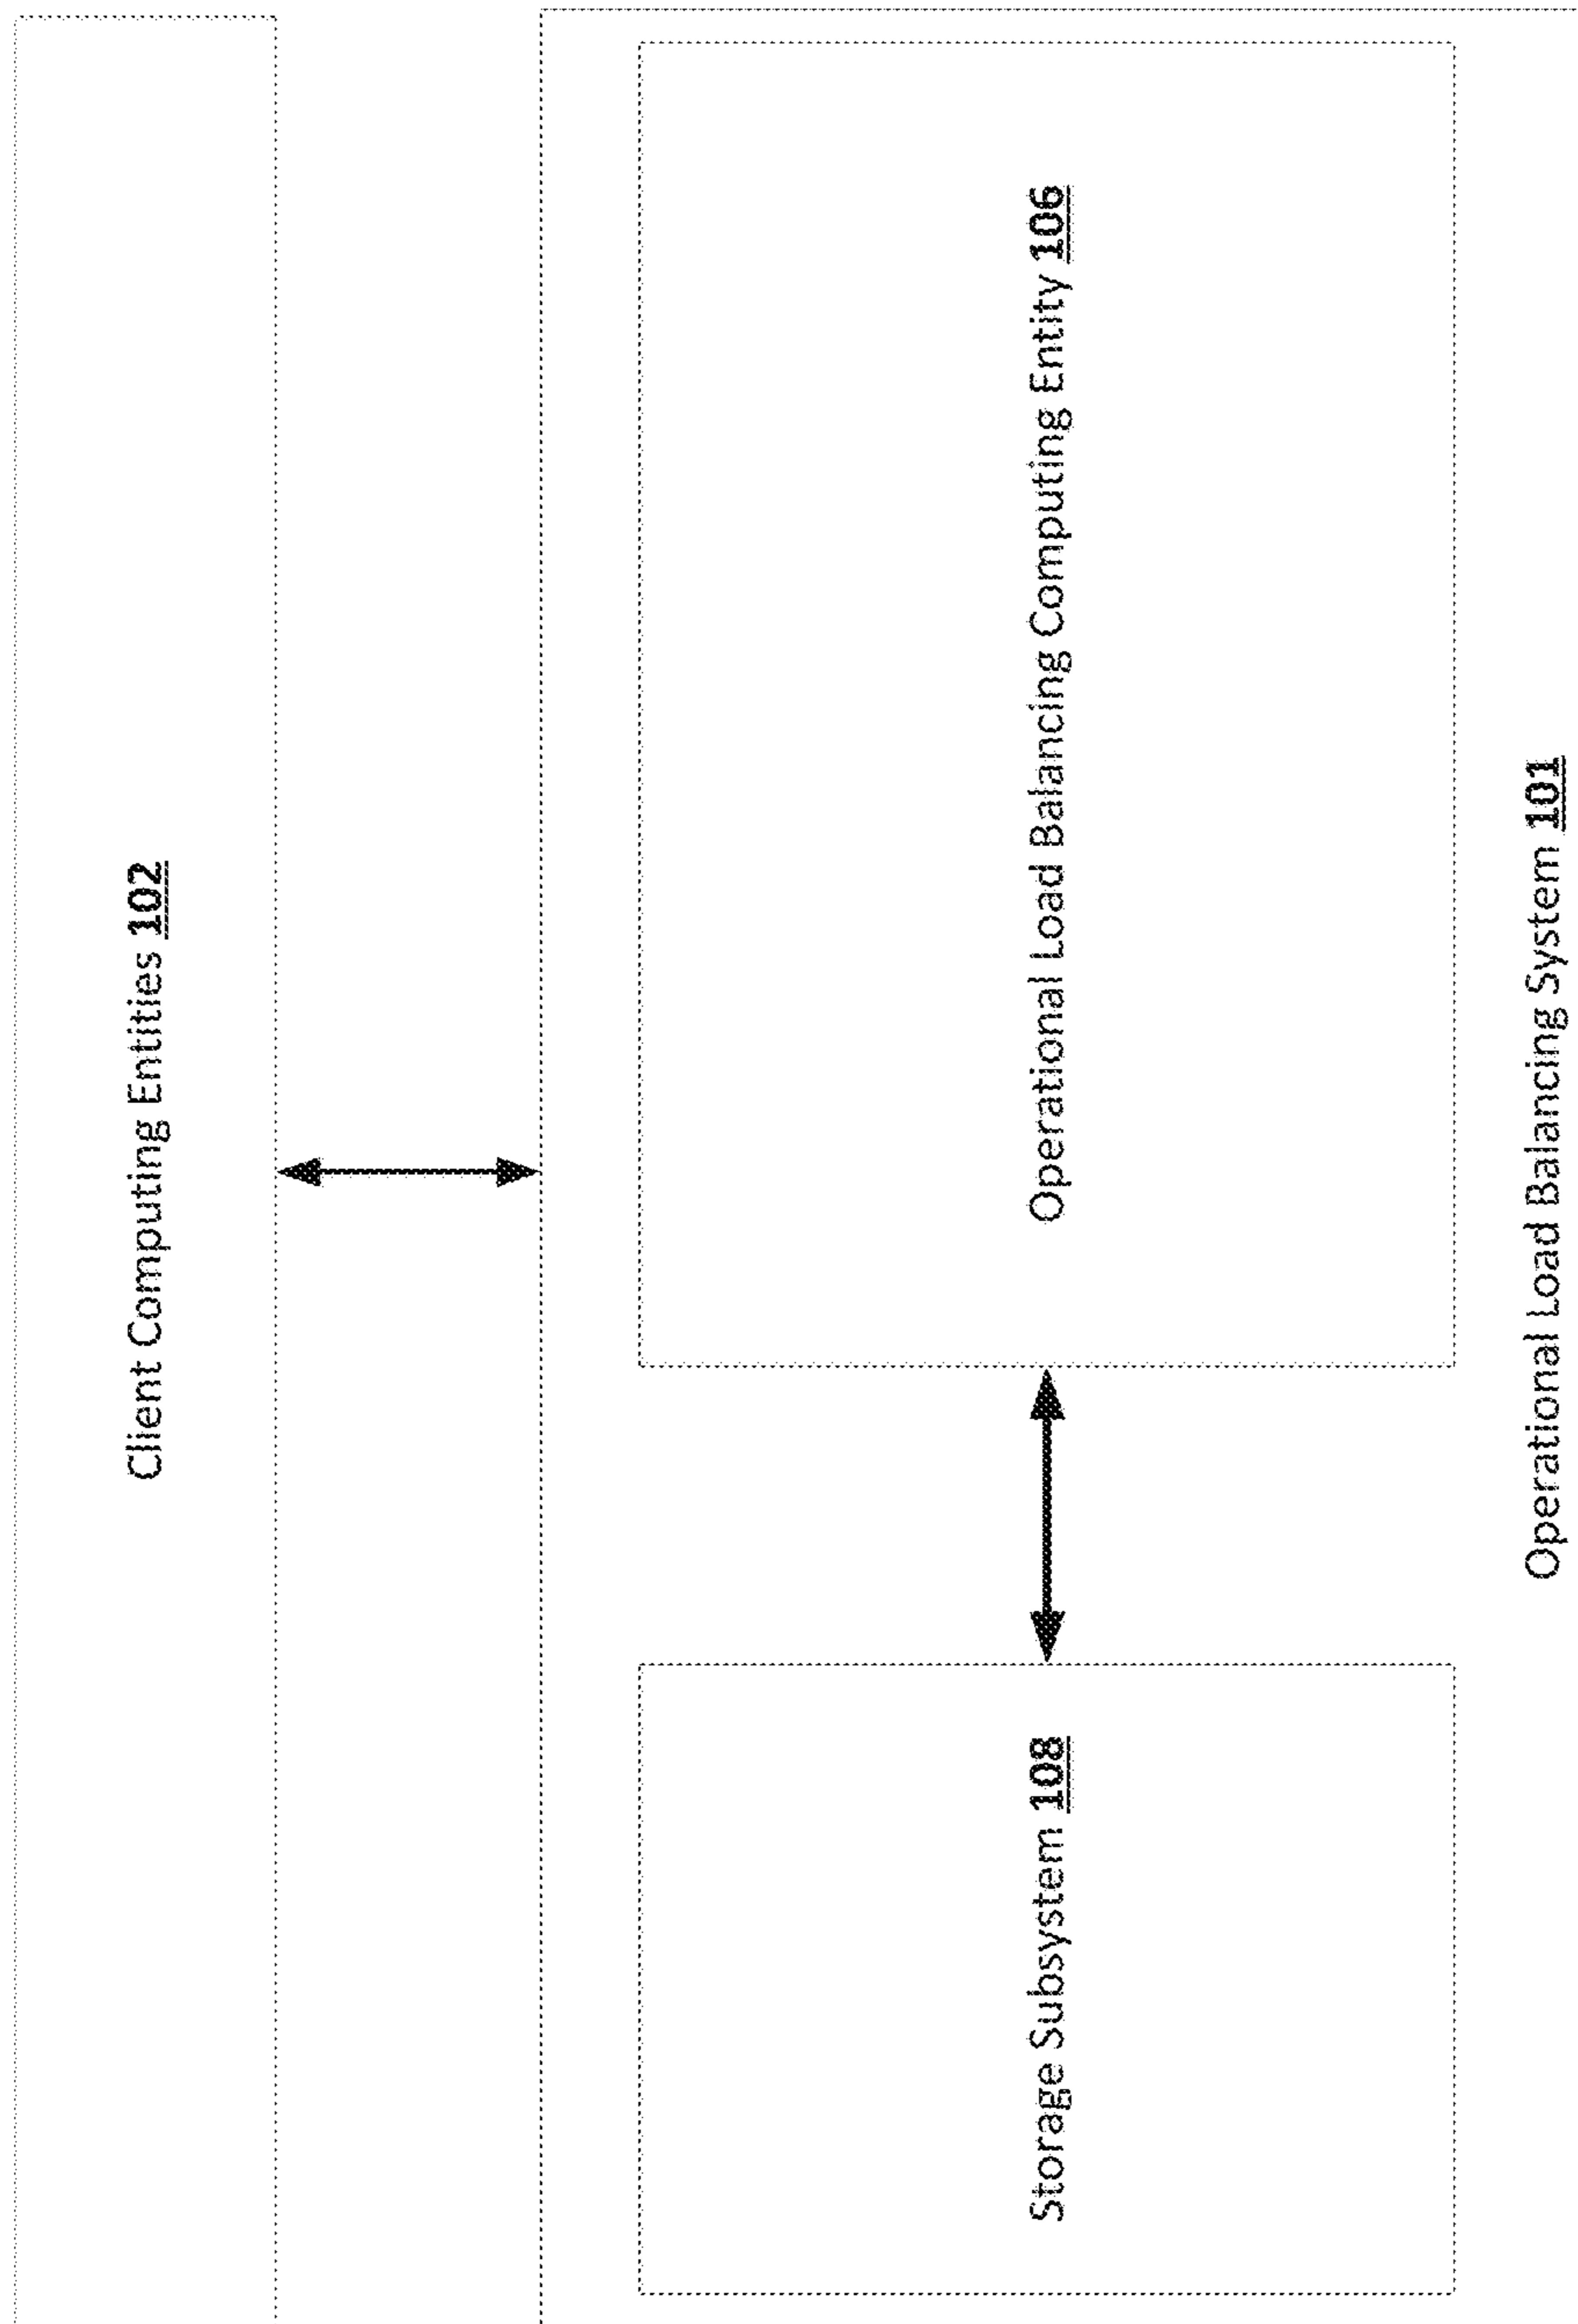 Client Computing Entities 102
Storage Subsystem 108
Operational Load Balancing Computing Entity 106
Operational Load Balancing System 101